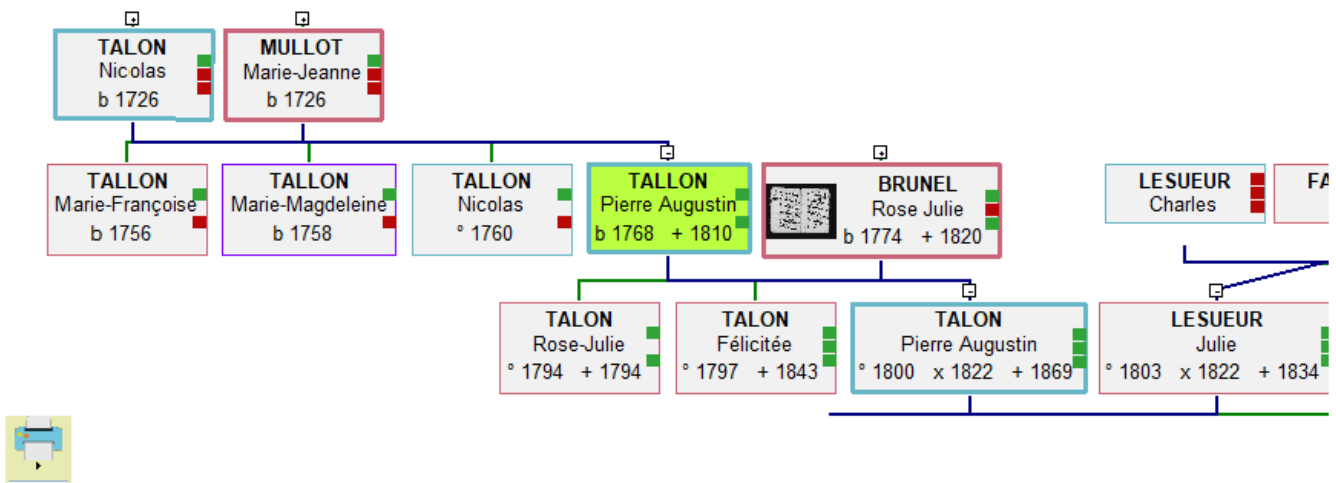 TALON
Nicolas
b 1726
MULLOT
Marie-Jeanne
b 1726
TALLON
Marie-Françoise
b 1756
TALLON
Marie-Magdeleine
b 1758
TALLON
Nicolas
° 1760
TALLON
Pierre Augustin
b 1768 + 1810
BRUNEL
Rose Julie
b 1774 + 1820
LESUEUR
Charles
FA
TALON
Rose-Julie
° 1794 + 1794
TALON
Félicitée
° 1797 + 1843
TALON
Pierre Augustin
° 1800 x 1822 + 1869
LESUEUR
Julie
° 1803 x 1822 + 1834